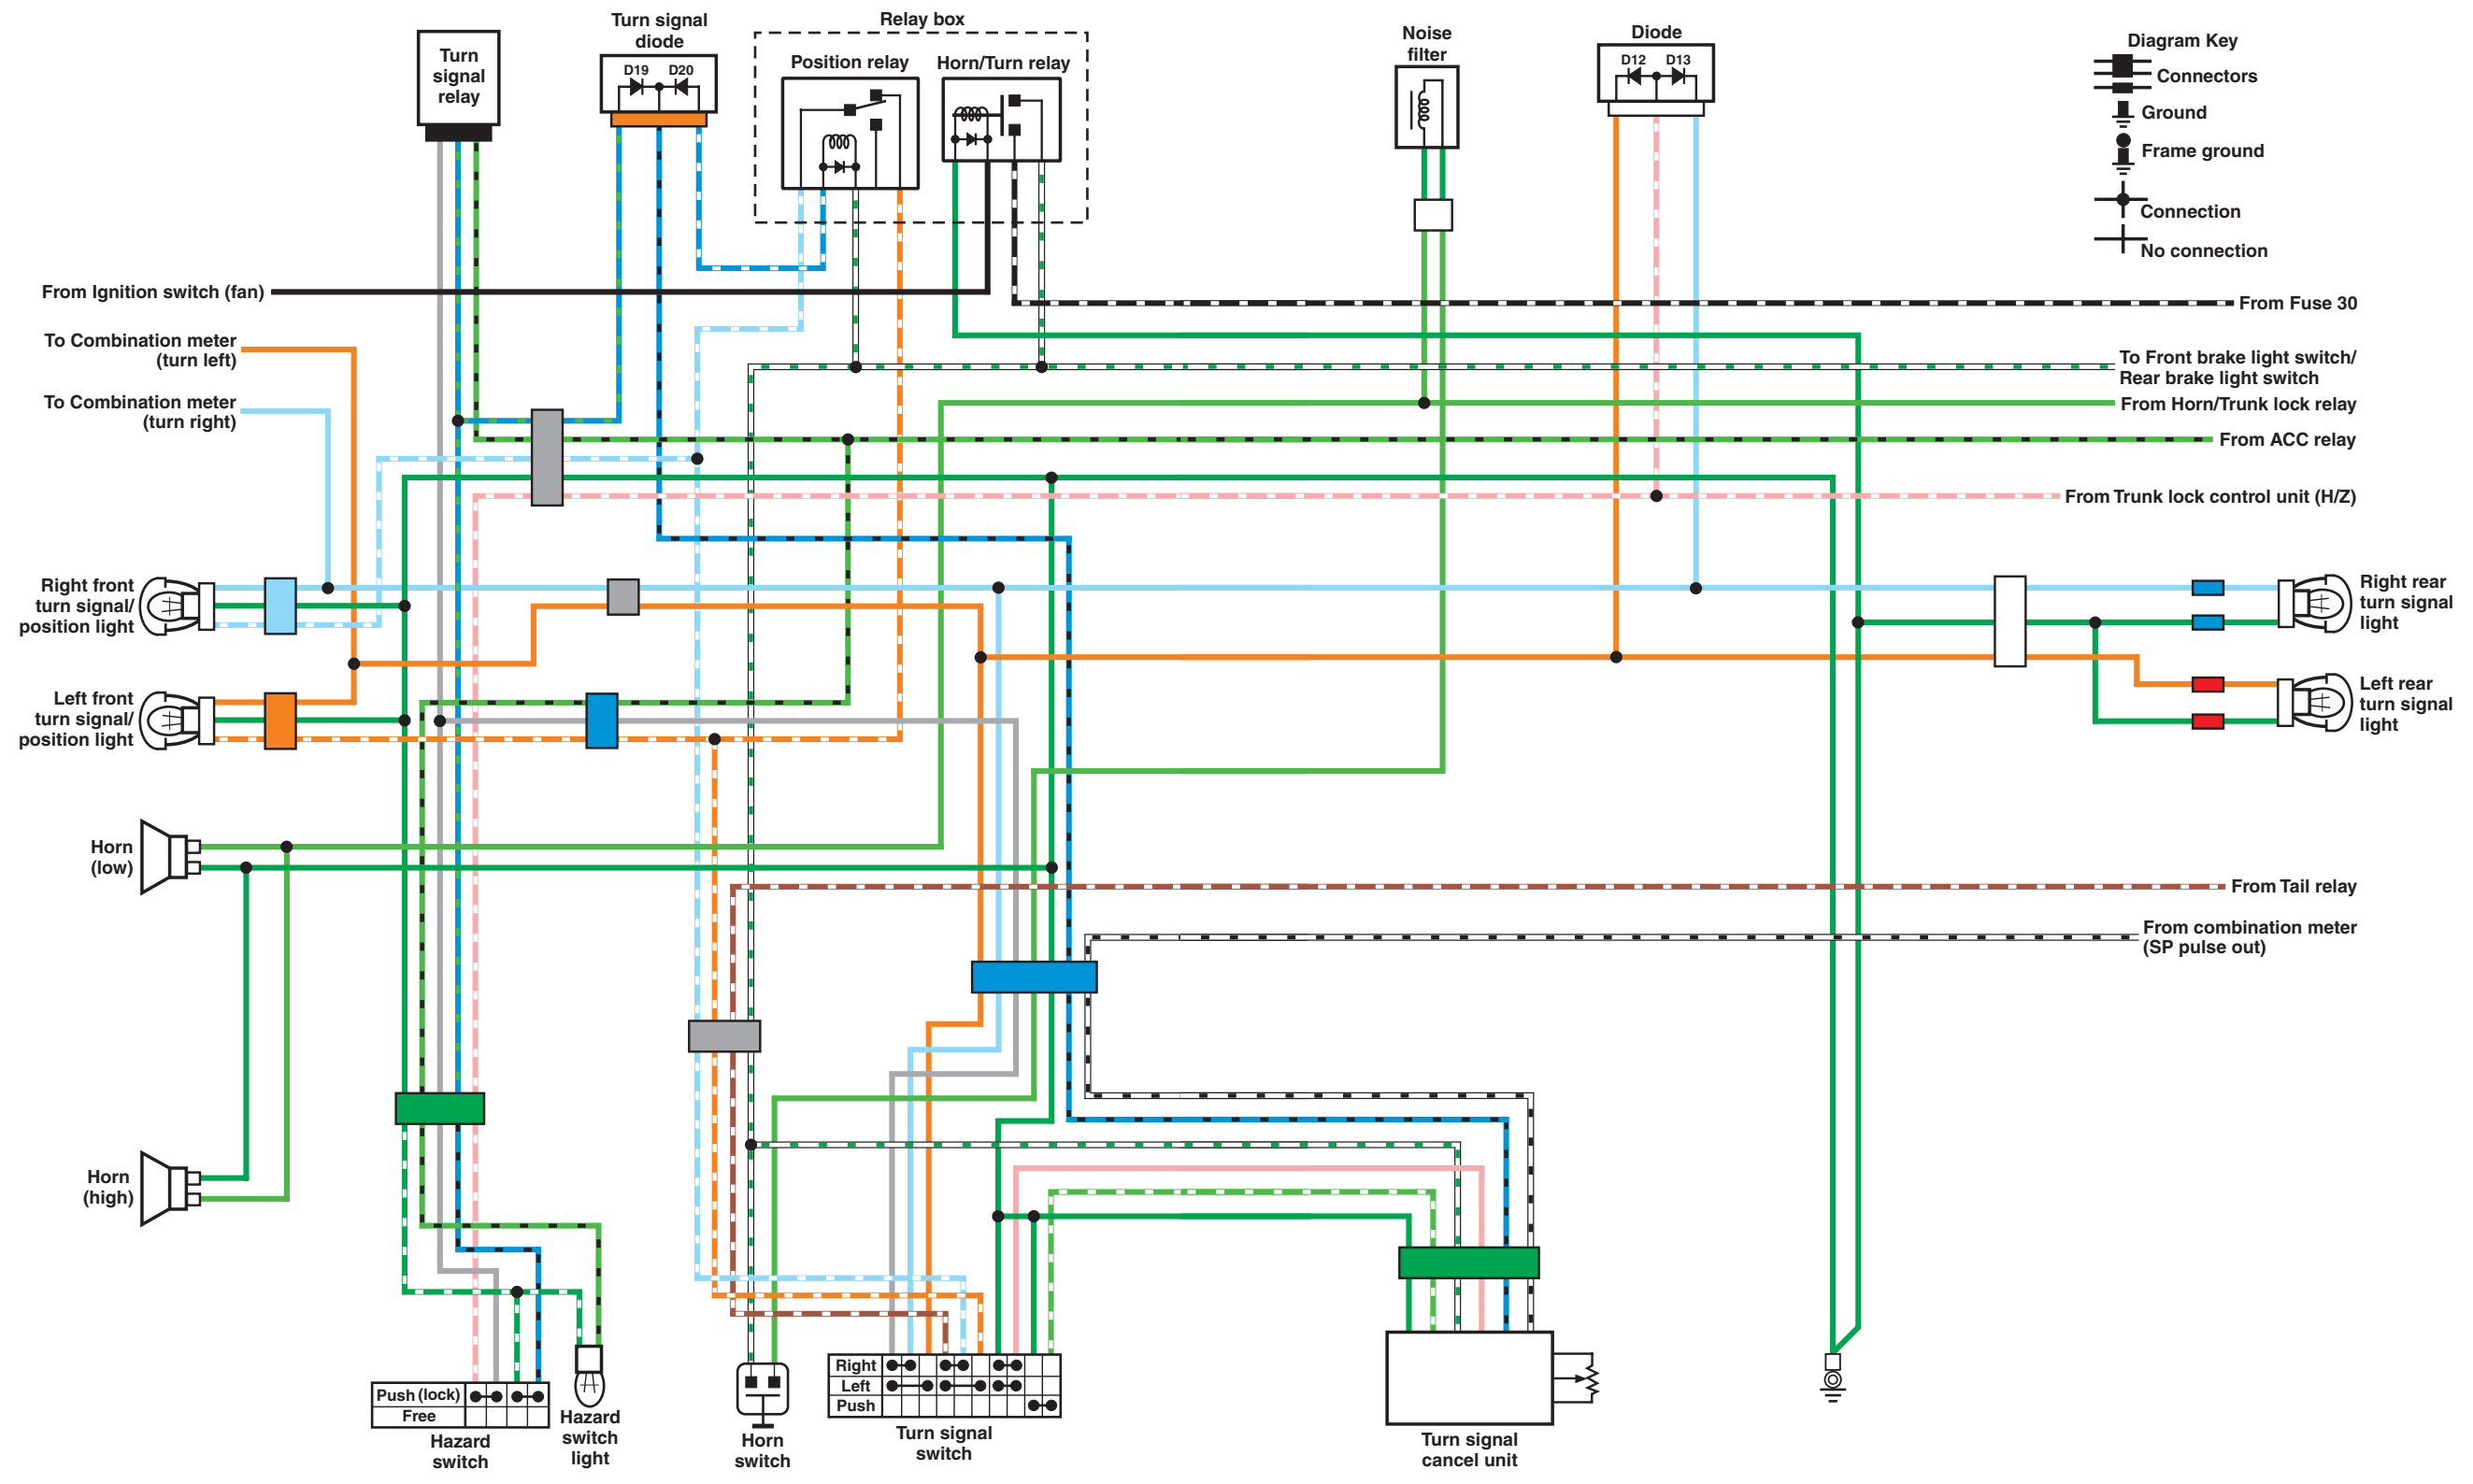 Turn signal
diode
Relay box
Noise
filter
Diode
Diagram Key
Turn
signal
relay
D19
D20
Position relay
Horn/Turn relay
D12
D13
Connectors
Ground
Frame ground
Connection
No connection
From Ignition switch (fan)
From Fuse 30
To Combination meter
(turn left)
To Front brake light switch/
Rear brake light switch
To Combination meter
(turn right)
From Horn/Trunk lock relay
From ACC relay
From Trunk lock control unit (H/Z)
Right front
turn signal/
position light
Right rear
turn signal
light
Left front
turn signal/
position light
Left rear
turn signal
light
Horn
(low)
From Tail relay
From combination meter
(SP pulse out)
Horn
(high)
Push (lock)
Free
Hazard
switch
Hazard
switch
light
Horn
switch
Right
Left
Push
Turn signal
switch
Turn signal
cancel unit